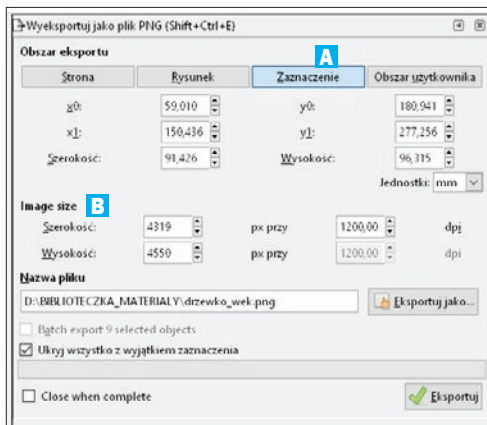 Wyeksportuj jako plik PNG (Shift+Ctrl+E)
Obszar eksportu
A
Strona Rysunek Zaznaczenie Obszar użytkownika
x0: 59,010 y0: 180,941
x1: 150,436 y1: 277,256
Szerokość: 91,426 Wysokość: 96,315
Jednostki: mm
Image size B
Szerokość: 4319 px przy 1200,00 dpi
Wysokość: 4550 px przy 1200,00 dpi
Nazwa pliku
D:\BIBLIOTECZKA_MATERIALY\drzewko_wek.png Eksportuj jako...
Batch export 9 selected objects
Ukryj wszystko z wyjątkiem zaznaczenia
Close when complete Eksportuj